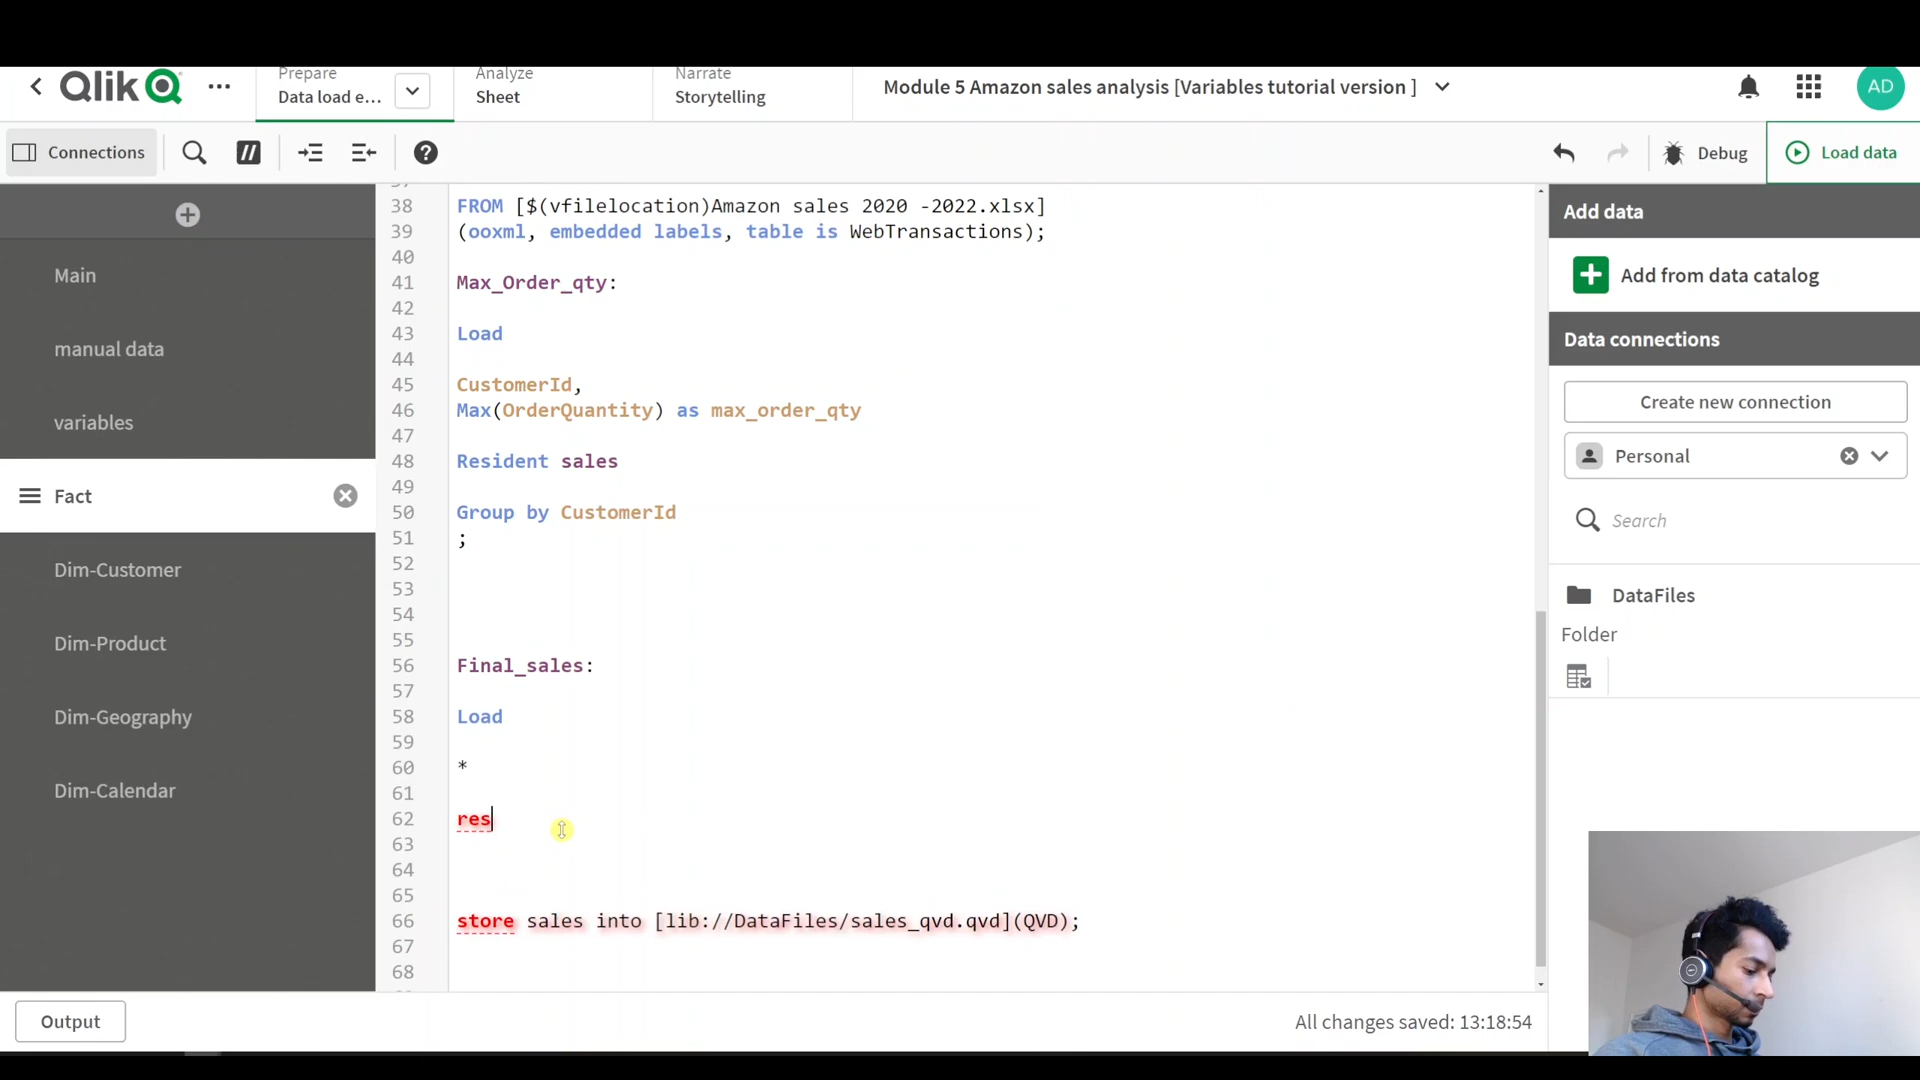 Qlik
Prepare
Data load e...
Analyze
Sheet
Narrate
Storytelling
Module 5 Amazon sales analysis [Variables tutorial version ]
AD
Connections
Debug
Load data
Main
manual data
variables
Fact
Dim-Customer
Dim-Product
Dim-Geography
Dim-Calendar
38 FROM [$(vfilelocation)Amazon sales 2020 -2022.xlsx]
39 (ooxml, embedded labels, table is WebTransactions);
40
41 Max_Order_qty:
42
43 Load
44
45 CustomerId,
46 Max(OrderQuantity) as max_order_qty
47
48 Resident sales
49
50 Group by CustomerId
51 ;
52
53
54
55
56 Final_sales:
57
58 Load
59
60 *
61
62 res
63
64
65
66 store sales into [lib://DataFiles/sales_qvd.qvd](QVD);
67
68
Add data
Add from data catalog
Data connections
Create new connection
Personal
Search
DataFiles
Folder
Output
All changes saved: 13:18:54